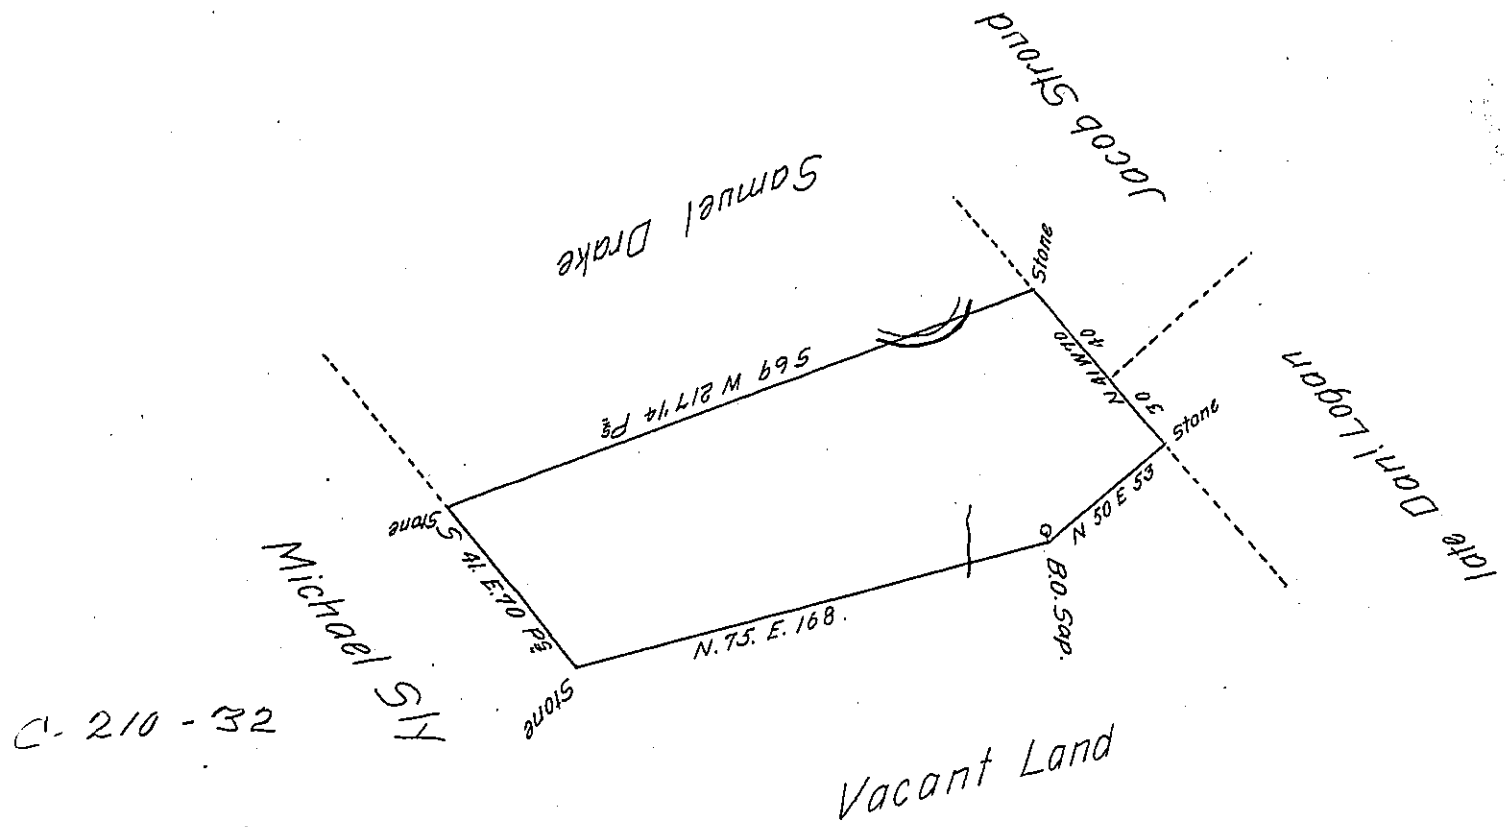 Jacob Stroud
Samuel Drake
Stone
S 69 W 217 1/4 Ps
N 41 W 70
40
30
late Danl. Logan
Stone
N 50 E 53
B.O. Sap.
Stone
S 41. E. 70 Ps
Michael
N. 75. E. 168.
Stone
C-210-32
Vacant Land